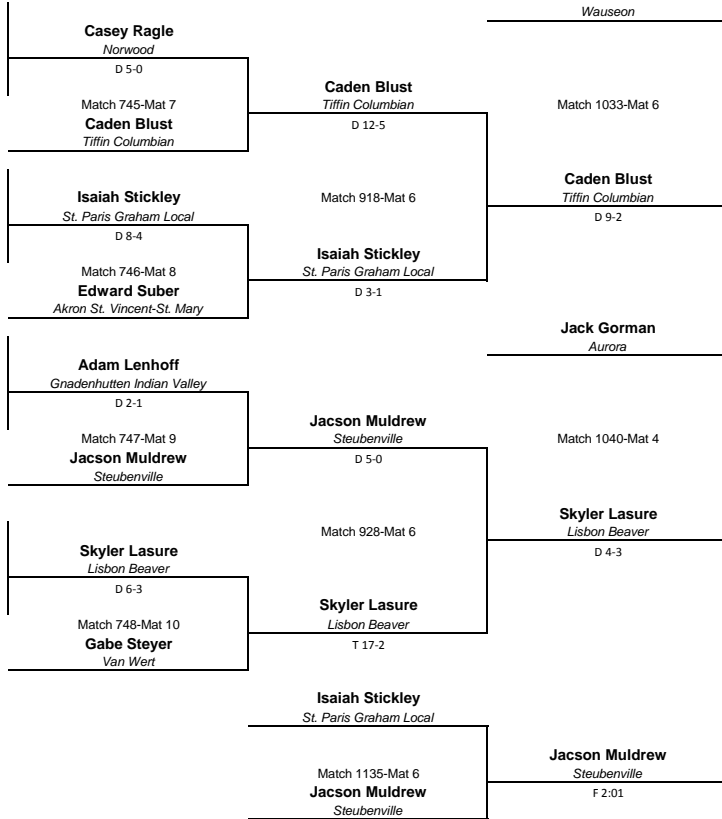 Wauseon
Casey Ragle
Norwood
D 5-0
Match 745-Mat 7
Caden Blust
Tiffin Columbian
Caden Blust
Tiffin Columbian
D 12-5
Match 1033-Mat 6
Isaiah Stickley
St. Paris Graham Local
D 8-4
Match 746-Mat 8
Edward Suber
Akron St. Vincent-St. Mary
Match 918-Mat 6
Isaiah Stickley
St. Paris Graham Local
D 3-1
Caden Blust
Tiffin Columbian
D 9-2
Jack Gorman
Aurora
Adam Lenhoff
Gnadenhutten Indian Valley
D 2-1
Match 747-Mat 9
Jacson Muldrew
Steubenville
Jacson Muldrew
Steubenville
D 5-0
Match 1040-Mat 4
Match 928-Mat 6
Skyler Lasure
Lisbon Beaver
D 4-3
Skyler Lasure
Lisbon Beaver
D 6-3
Match 748-Mat 10
Gabe Steyer
Van Wert
Skyler Lasure
Lisbon Beaver
T 17-2
Isaiah Stickley
St. Paris Graham Local
Match 1135-Mat 6
Jacson Muldrew
Steubenville
Jacson Muldrew
Steubenville
F 2:01